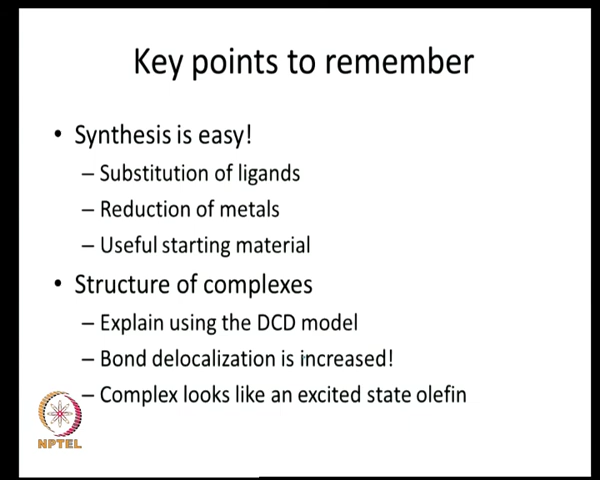 Key points to remember
• Synthesis is easy!
– Substitution of ligands
– Reduction of metals
– Useful starting material
• Structure of complexes
– Explain using the DCD model
– Bond delocalization is increased!
– Complex looks like an excited state olefin
NPTEL